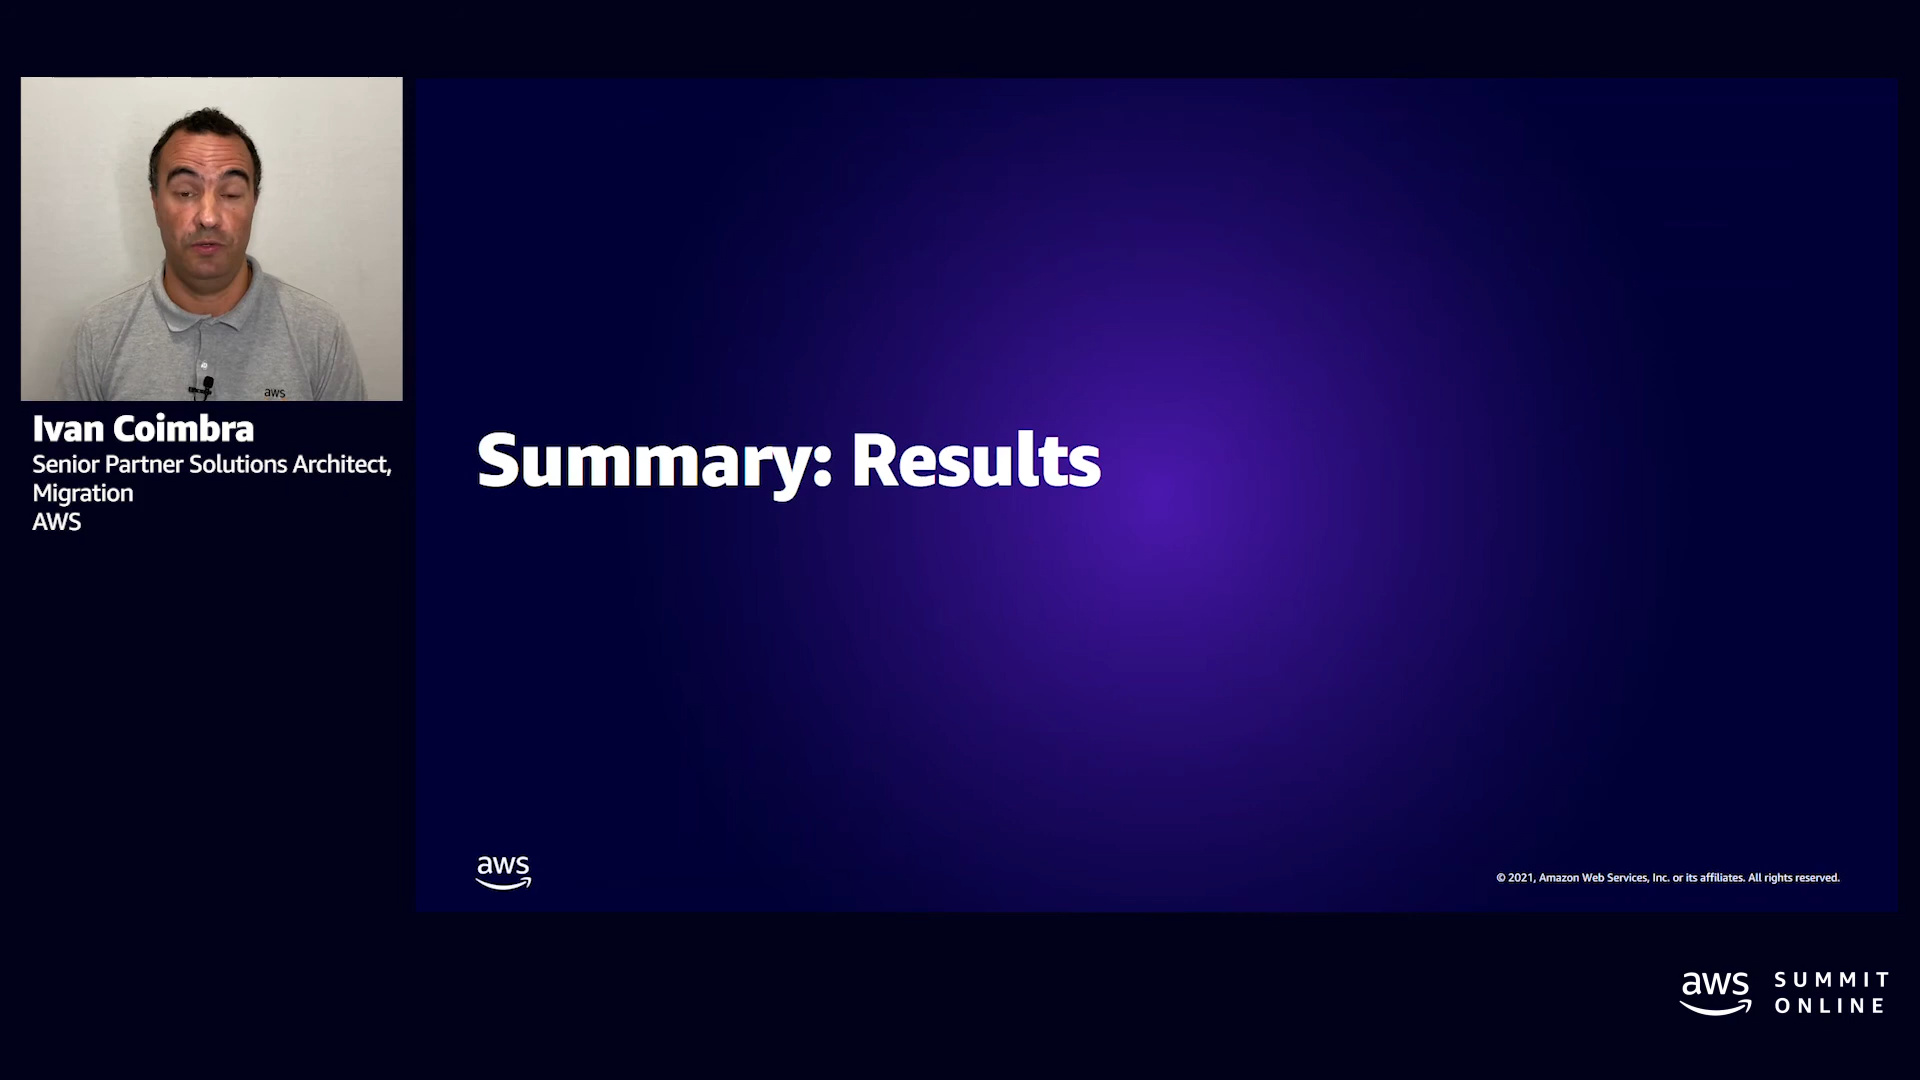 aws
Ivan Coimbra
Senior Partner Solutions Architect,
Migration
AWS
Summary: Results
aws
© 2021, Amazon Web Services, Inc. or its affiliates. All rights reserved.
aws SUMMIT
ONLINE